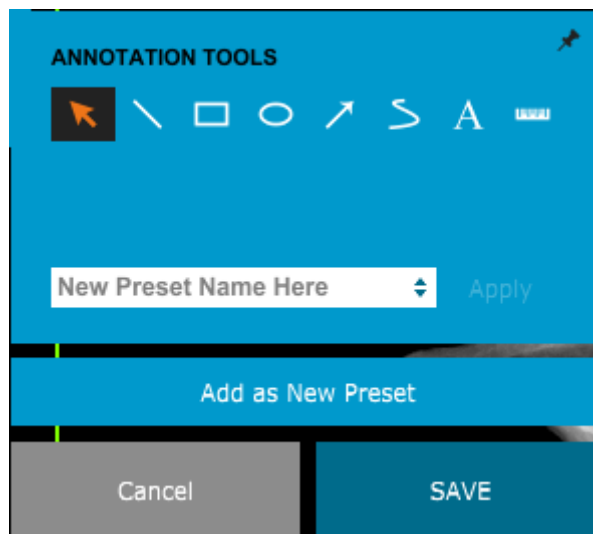 ANNOTATION TOOLS
A
New Preset Name Here Apply
Add as New Preset
Cancel SAVE